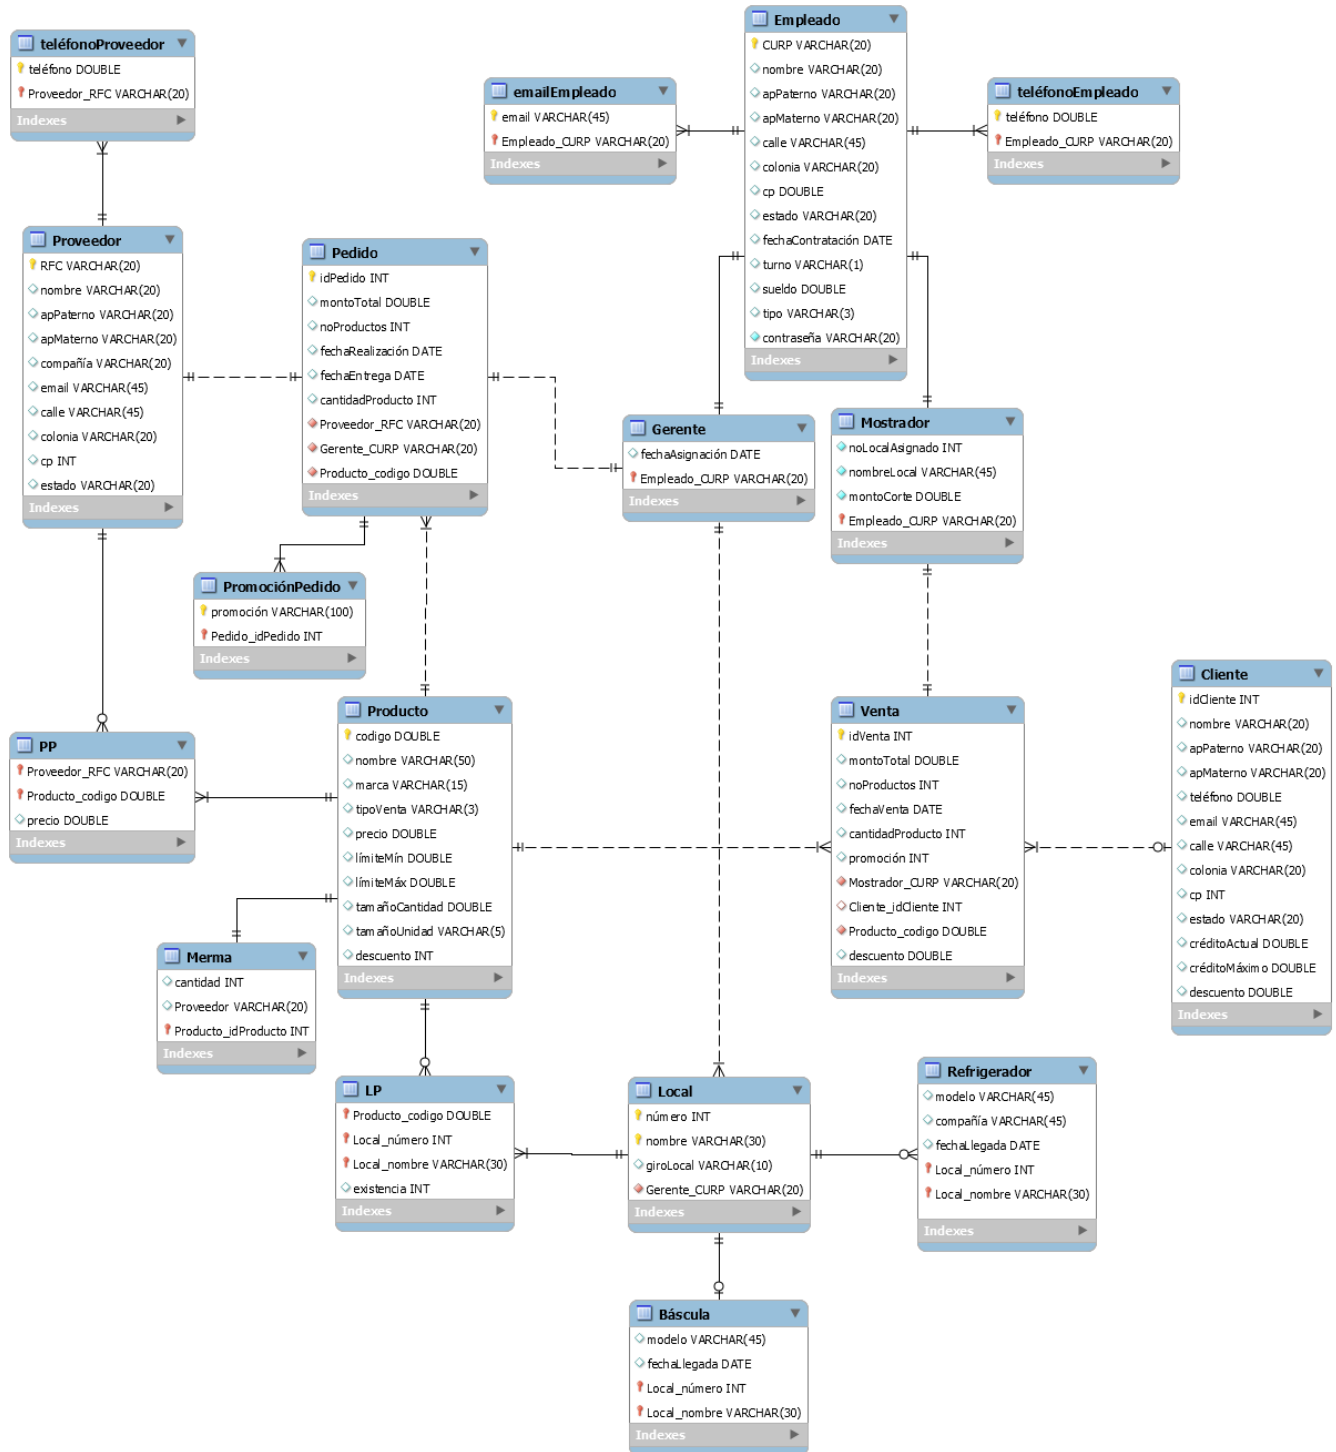 teléfonoProveedor
teléfono DOUBLE
Proveedor_RFC VARCHAR(20)
Indexes
Empleado
CURP VARCHAR(20)
nombre VARCHAR(20)
apPaterno VARCHAR(20)
apMaterno VARCHAR(20)
calle VARCHAR(45)
colonia VARCHAR(20)
cp DOUBLE
estado VARCHAR(20)
fechaContratación DATE
turno VARCHAR(1)
sueldo DOUBLE
tipo VARCHAR(3)
contraseña VARCHAR(20)
Indexes
emailEmpleado
email VARCHAR(45)
Empleado_CURP VARCHAR(20)
Indexes
teléfonoEmpleado
teléfono DOUBLE
Empleado_CURP VARCHAR(20)
Indexes
Proveedor
RFC VARCHAR(20)
nombre VARCHAR(20)
apPaterno VARCHAR(20)
apMaterno VARCHAR(20)
compañía VARCHAR(20)
email VARCHAR(45)
calle VARCHAR(45)
colonia VARCHAR(20)
cp INT
estado VARCHAR(20)
Indexes
Pedido
idPedido INT
montoTotal DOUBLE
noProductos INT
fechaRealización DATE
fechaEntrega DATE
cantidadProducto INT
Proveedor_RFC VARCHAR(20)
Gerente_CURP VARCHAR(20)
Producto_codigo DOUBLE
Indexes
Gerente
fechaAsignación DATE
Empleado_CURP VARCHAR(20)
Indexes
Mostrador
noLocalAsignado INT
nombreLocal VARCHAR(45)
montoCorte DOUBLE
Empleado_CURP VARCHAR(20)
Indexes
PromociónPedido
promoción VARCHAR(100)
Pedido_idPedido INT
Indexes
PP
Proveedor_RFC VARCHAR(20)
Producto_codigo DOUBLE
precio DOUBLE
Indexes
Producto
codigo DOUBLE
nombre VARCHAR(50)
marca VARCHAR(15)
tipoVenta VARCHAR(3)
precio DOUBLE
límiteMín DOUBLE
límiteMáx DOUBLE
tamañoCantidad DOUBLE
tamañoUnidad VARCHAR(5)
descuento INT
Indexes
Venta
idVenta INT
montoTotal DOUBLE
noProductos INT
fechaVenta DATE
cantidadProducto INT
promoción INT
Mostrador_CURP VARCHAR(20)
Cliente_idCliente INT
Producto_codigo DOUBLE
descuento DOUBLE
Indexes
Cliente
idCliente INT
nombre VARCHAR(20)
apPaterno VARCHAR(20)
apMaterno VARCHAR(20)
teléfono DOUBLE
email VARCHAR(45)
calle VARCHAR(45)
colonia VARCHAR(20)
cp INT
estado VARCHAR(20)
créditoActual DOUBLE
créditoMáximo DOUBLE
descuento DOUBLE
Indexes
Merma
cantidad INT
Proveedor VARCHAR(20)
Producto_idProducto INT
Indexes
LP
Producto_codigo DOUBLE
Local_número INT
Local_nombre VARCHAR(30)
existencia INT
Indexes
Local
número INT
nombre VARCHAR(30)
giroLocal VARCHAR(10)
Gerente_CURP VARCHAR(20)
Indexes
Refrigerador
modelo VARCHAR(45)
compañía VARCHAR(45)
fechaLlegada DATE
Local_número INT
Local_nombre VARCHAR(30)
Indexes
Báscula
modelo VARCHAR(45)
fechaLlegada DATE
Local_número INT
Local_nombre VARCHAR(30)
Indexes